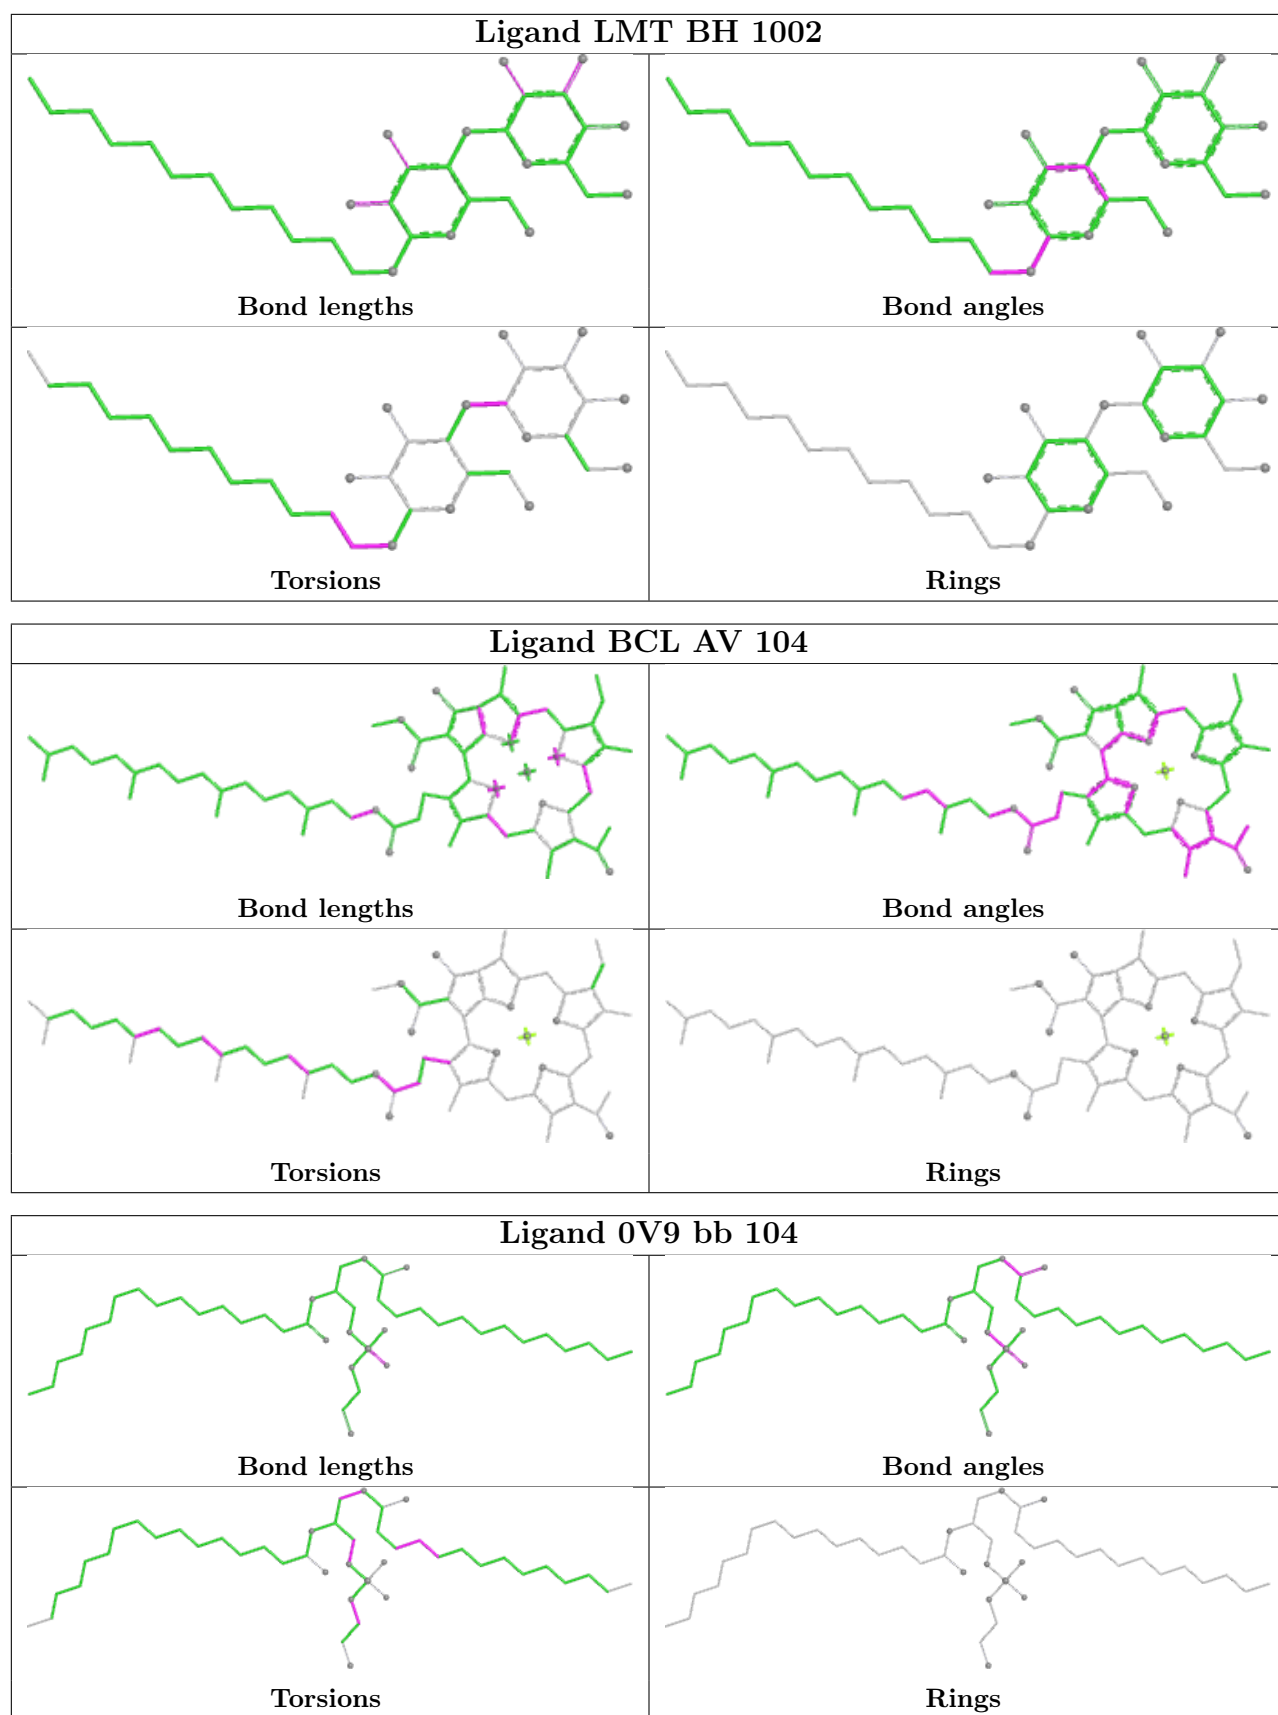 Ligand LMT BH 1002
Bond lengths
Bond angles
Torsions
Rings
Ligand BCL AV 104
Bond lengths
Bond angles
Torsions
Rings
Ligand 0V9 bb 104
Bond lengths
Bond angles
Torsions
Rings